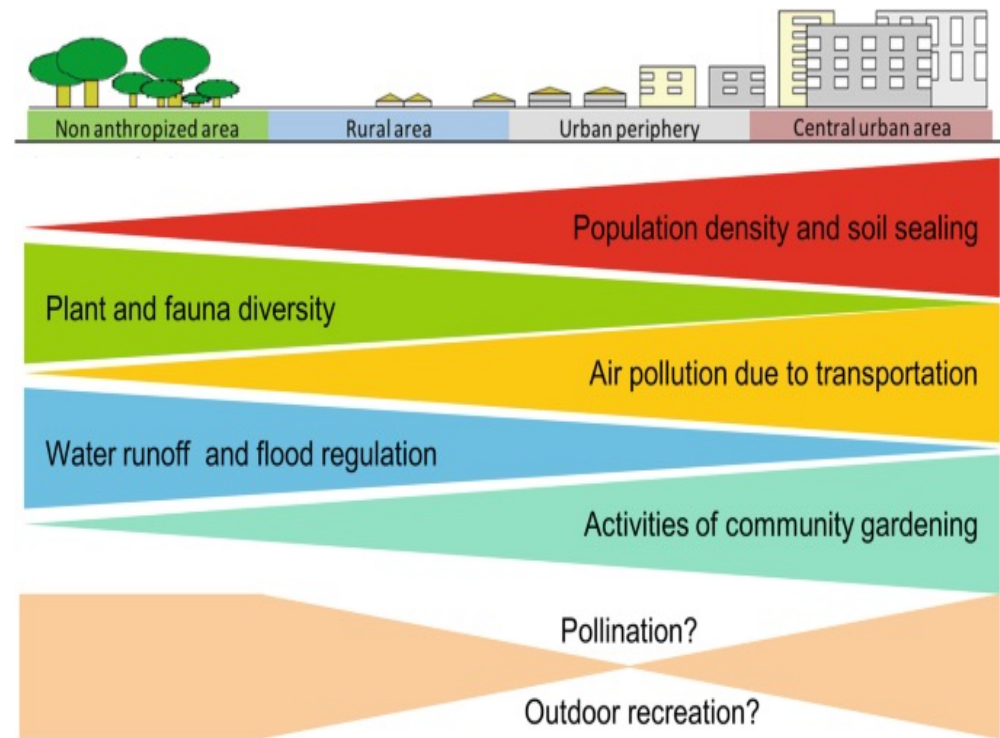 Non anthropized area
Rural area
Urban periphery
Central urban area
Population density and soil sealing
Plant and fauna diversity
Air pollution due to transportation
Water runoff and flood regulation
Activities of community gardening
Pollination?
Outdoor recreation?